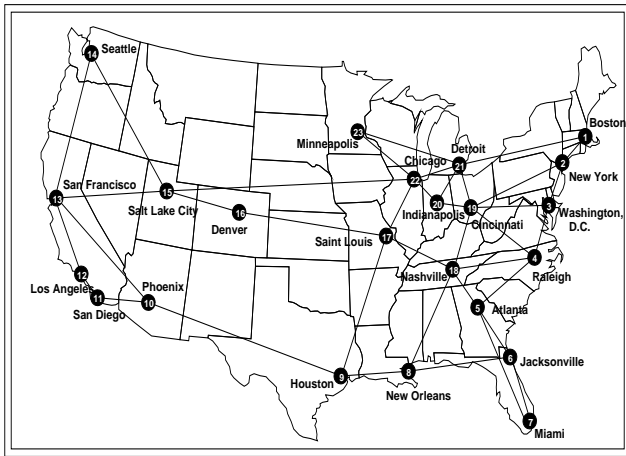 14 Seattle
23
Minneapolis
Boston
1
Detroit
2
Chicago
21
New York
22
San Francisco
13
15
Salt Lake City
16
Denver
20
Indianapolis
19
Cincinnati
3
Washington,
D.C.
Saint Louis
17
4
Raleigh
Nashville
18
12
Los Angeles
11
San Diego
Phoenix
10
5
Atlanta
6
Jacksonville
Houston
9
8
New Orleans
7
Miami